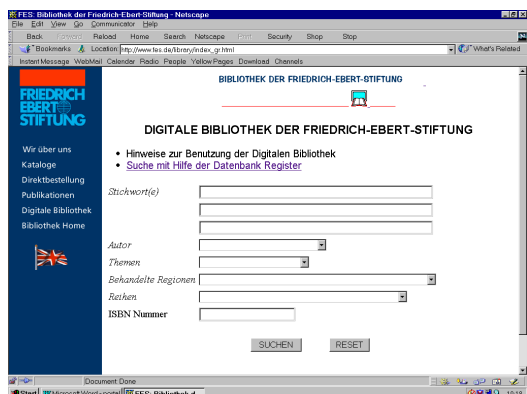 FES: Bibliothek der Friedrich-Ebert-Stiftung - Netscape
File Edit View Go Communicator Help
Back Forward Reload Home Search Netscape Print Security Shop Stop
Bookmarks Location: http://www.fes.de/library/index_gr.html What's Related
Instant Message WebMail Calendar Radio People Yellow Pages Download Channels
FRIEDRICH
EBERT
STIFTUNG
Wir über uns
Kataloge
Direktbestellung
Publikationen
Digitale Bibliothek
Bibliothek Home
BIBLIOTHEK DER FRIEDRICH-EBERT-STIFTUNG
DIGITALE BIBLIOTHEK DER FRIEDRICH-EBERT-STIFTUNG
• Hinweise zur Benutzung der Digitalen Bibliothek
• Suche mit Hilfe der Datenbank Register
Stichwort(e)
Autor
Themen
Behandelte Regionen
Reihen
ISBN Nummer
SUCHEN RESET
Document Done
Start Microsoft Word - portal FES: Bibliothek d... 10:18